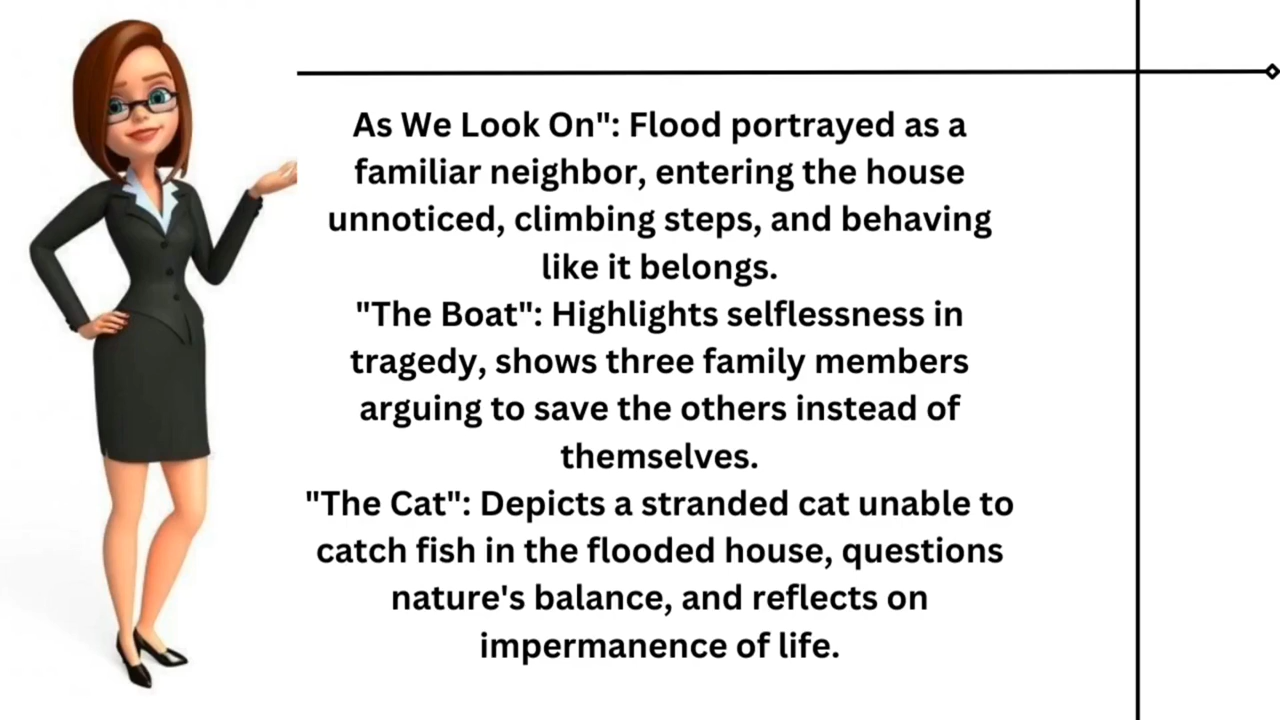 As We Look On": Flood portrayed as a
familiar neighbor, entering the house
unnoticed, climbing steps, and behaving
like it belongs.
"The Boat": Highlights selflessness in
tragedy, shows three family members
arguing to save the others instead of
themselves.
"The Cat": Depicts a stranded cat unable to
catch fish in the flooded house, questions
nature's balance, and reflects on
impermanence of life.